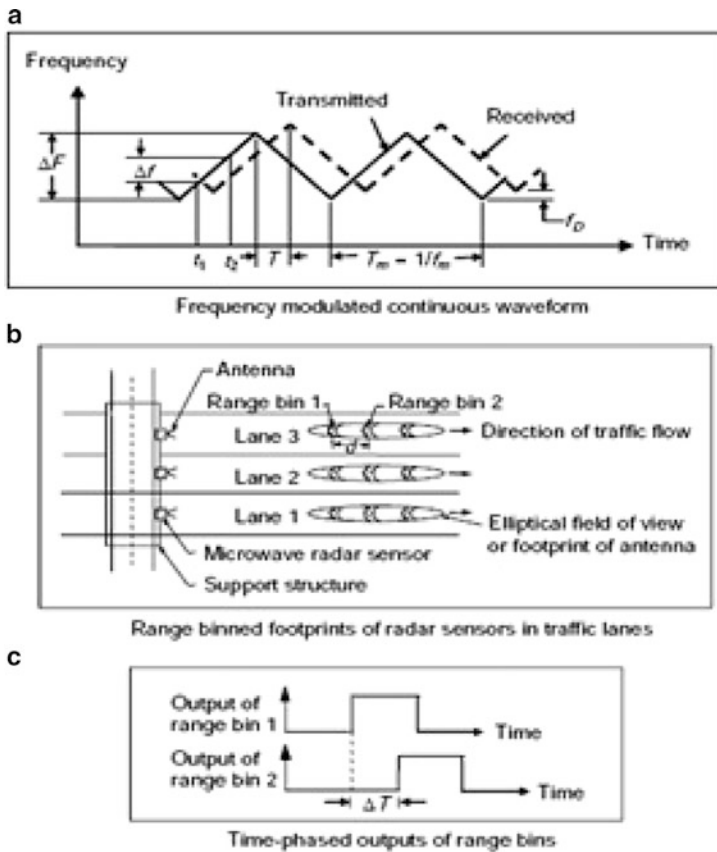 a
Frequency
Transmitted
Received
ΔF
Δf
f_D
t₁ t₂ T T_m = 1/f_m
Time
Frequency modulated continuous waveform
b
Antenna
Range bin 1 Range bin 2
Lane 3
Direction of traffic flow
d
Lane 2
Lane 1
Elliptical field of view
or footprint of antenna
Microwave radar sensor
Support structure
Range binned footprints of radar sensors in traffic lanes
c
Output of
range bin 1
Time
Output of
range bin 2
Time
ΔT
Time-phased outputs of range bins